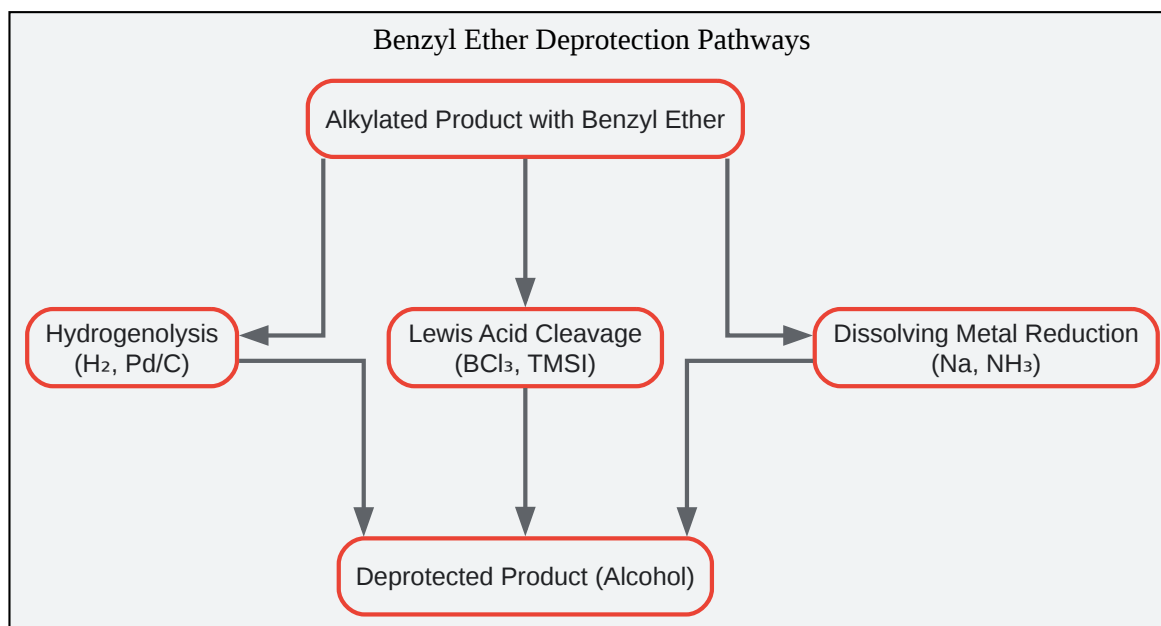 Benzyl Ether Deprotection Pathways
Alkylated Product with Benzyl Ether
Hydrogenolysis
(H₂, Pd/C)
Lewis Acid Cleavage
(BCl₃, TMSI)
Dissolving Metal Reduction
(Na, NH₃)
Deprotected Product (Alcohol)